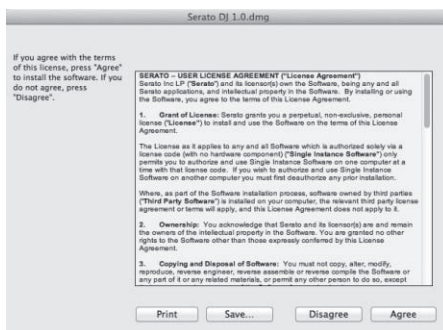 Serato DJ 1.0.dmg
If you agree with the terms
of this license, press "Agree"
to install the software. If you
do not agree, press
"Disagree".
SERATO – USER LICENSE AGREEMENT ("License Agreement")
Serato Inc LP ("Serato") and its licensor(s) own the Software, being any and all
Serato applications, and intellectual property in the Software. By installing or using
the Software, you agree to the terms of this License Agreement.
1. Grant of License: Serato grants you a perpetual, non-exclusive, personal
license ("License") to install and use the Software on the terms of this License
Agreement.
The License as it applies to any and all Software which is authorized solely via a
license code (with no hardware component) ("Single Instance Software") only
permits you to authorize and use Single Instance Software on one computer at a
time with that license code. If you wish to authorize and use Single Instance
Software on another computer you must first deauthorize any prior installation.
Where, as part of the Software installation process, software owned by third parties
("Third Party Software") is installed on your computer, the relevant third party license
agreement or terms will apply, and this License Agreement does not apply to it.
2. Ownership: You acknowledge that Serato and its licensor(s) are and remain
the owners of the intellectual property in the Software. You are granted no other
rights to the Software other than those expressly conferred by this License
Agreement.
3. Copying and Disposal of Software: You must not copy, alter, modify,
reproduce, reverse engineer, reverse assemble or reverse compile the Software or
any part of it or any related materials, or permit any other person to do so, except
Print
Save...
Disagree
Agree